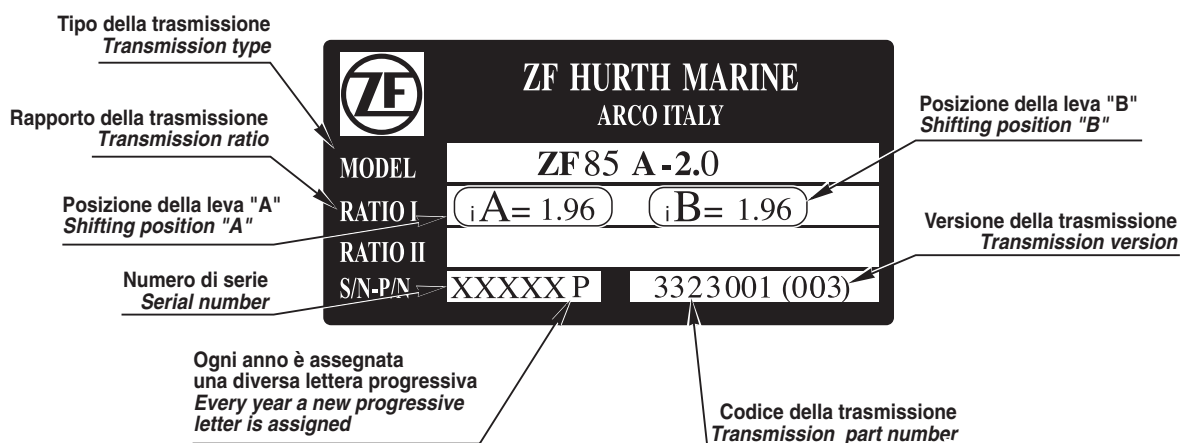 Tipo della trasmissione
Transmission type
Rapporto della trasmissione
Transmission ratio
Posizione della leva "A"
Shifting position "A"
Numero di serie
Serial number
ZF
ZF HURTH MARINE
ARCO ITALY
MODEL ZF85 A-2.0
RATIO I iA= 1.96 iB= 1.96
RATIO II
S/N-P/N XXXXX P 3323001 (003)
Posizione della leva "B"
Shifting position "B"
Versione della trasmissione
Transmission version
Ogni anno è assegnata
una diversa lettera progressiva
Every year a new progressive
letter is assigned
Codice della trasmissione
Transmission part number